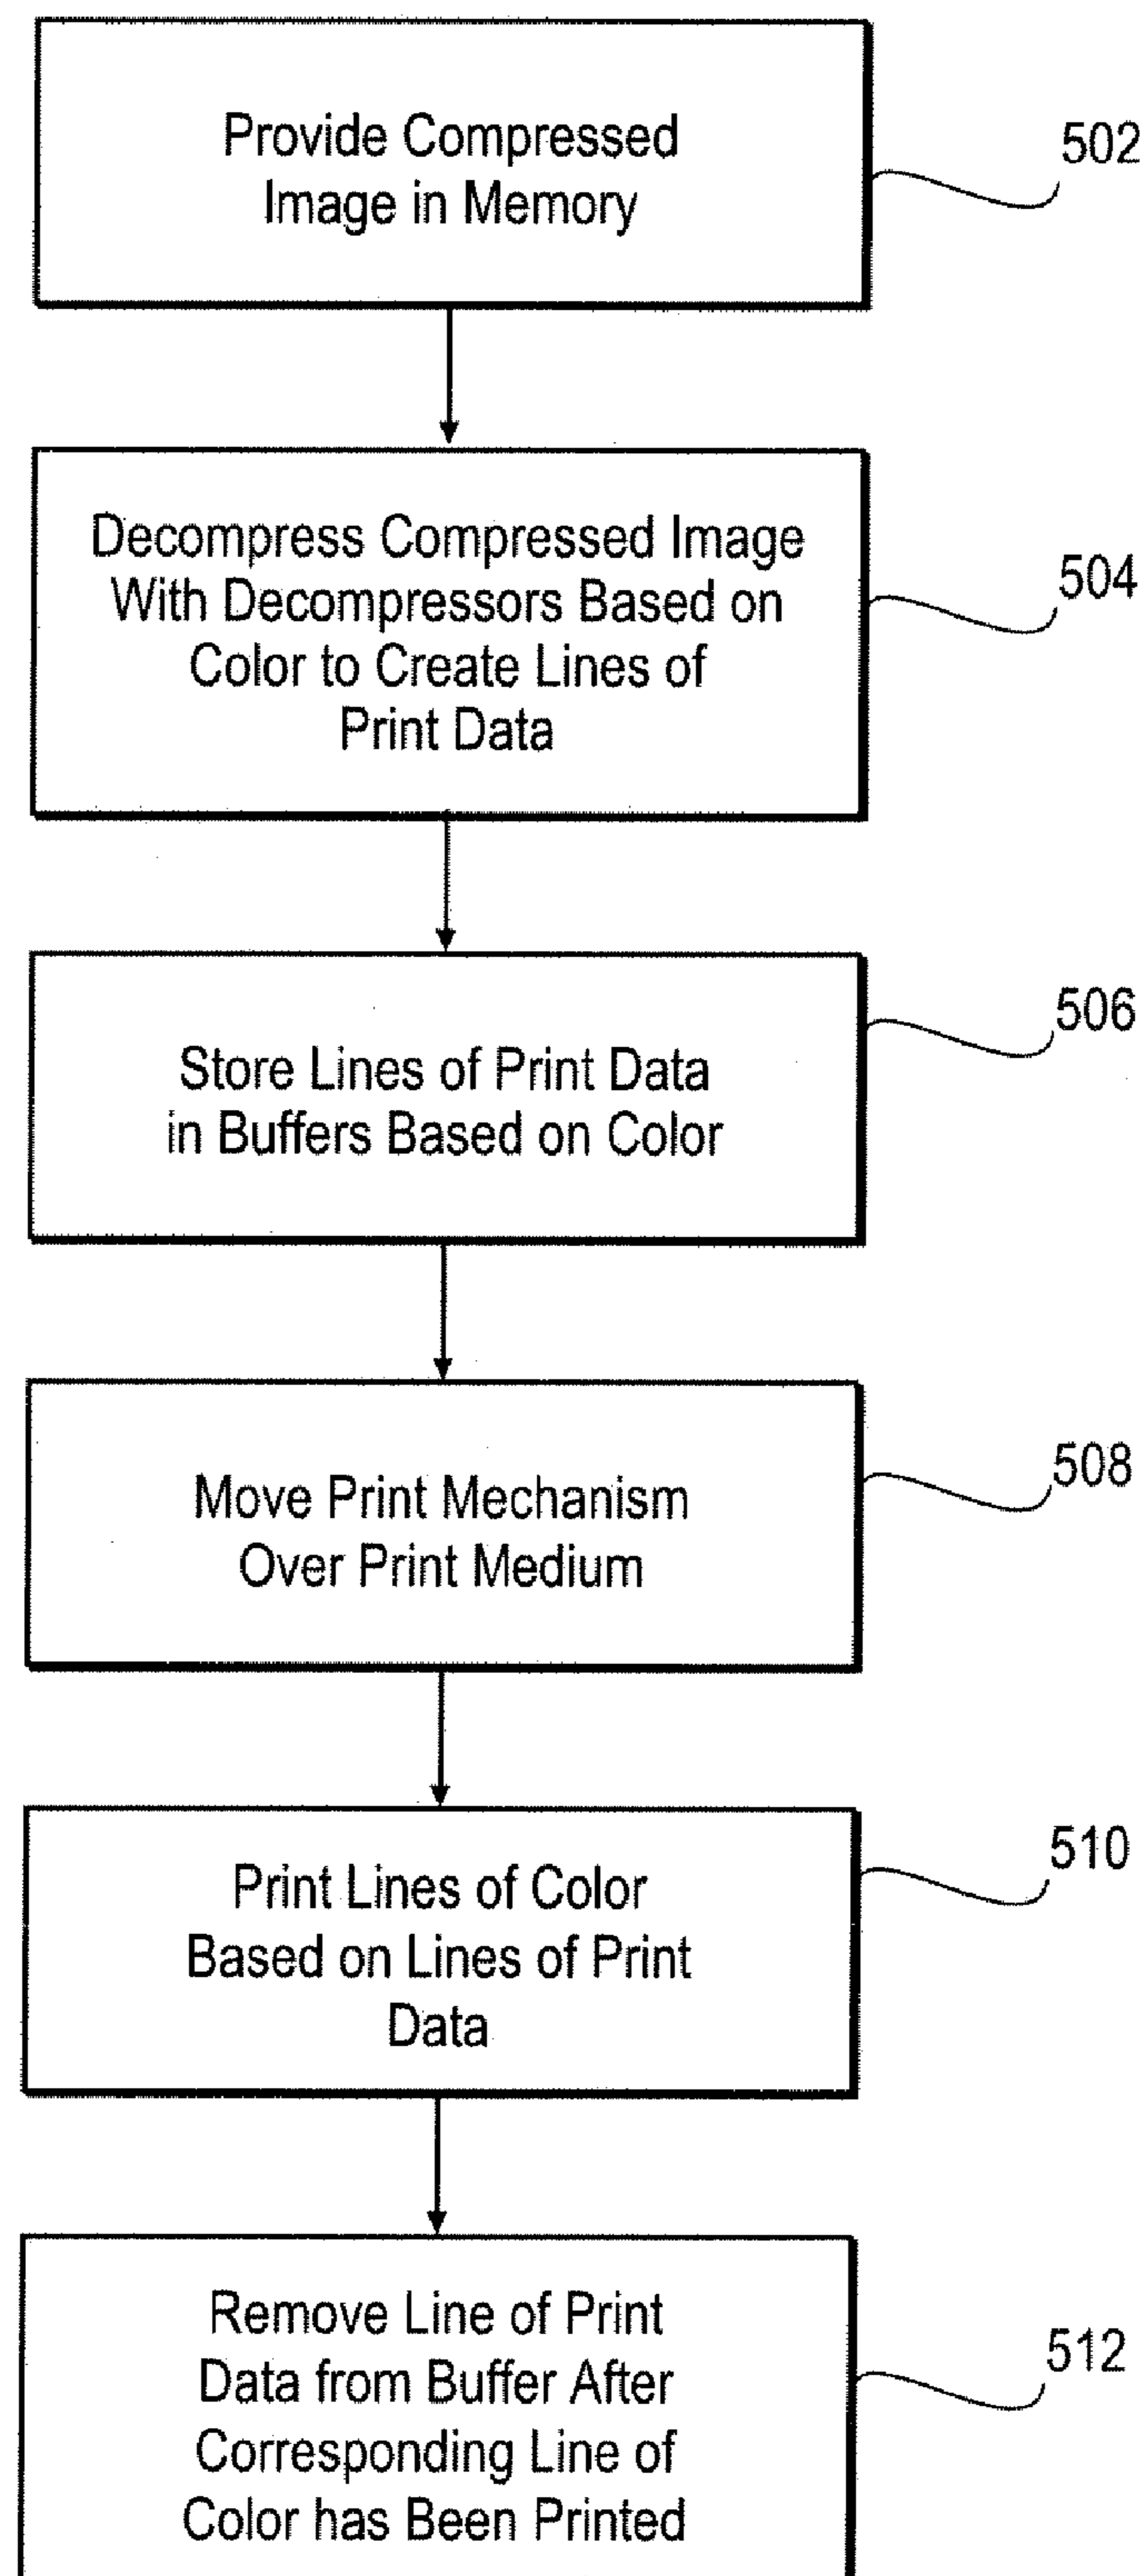 Provide Compressed
Image in Memory
502
Decompress Compressed Image
With Decompressors Based on
Color to Create Lines of
Print Data
504
Store Lines of Print Data
in Buffers Based on Color
506
Move Print Mechanism
Over Print Medium
508
Print Lines of Color
Based on Lines of Print
Data
510
Remove Line of Print
Data from Buffer After
Corresponding Line of
Color has Been Printed
512